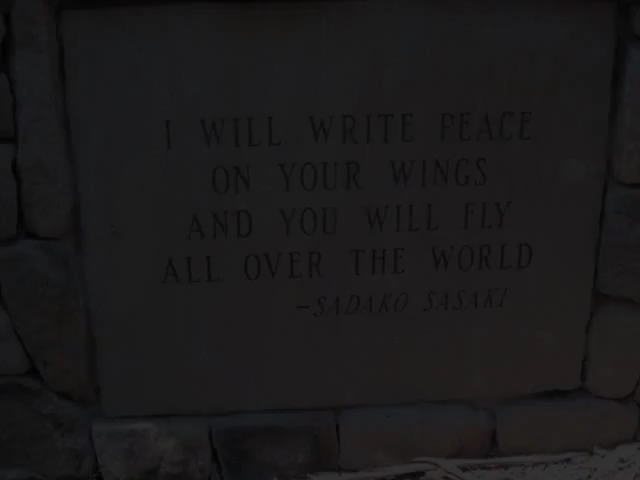 I WILL WRITE PEACE
ON YOUR WINGS
AND YOU WILL FLY
ALL OVER THE WORLD
-SADAKO SASAKI